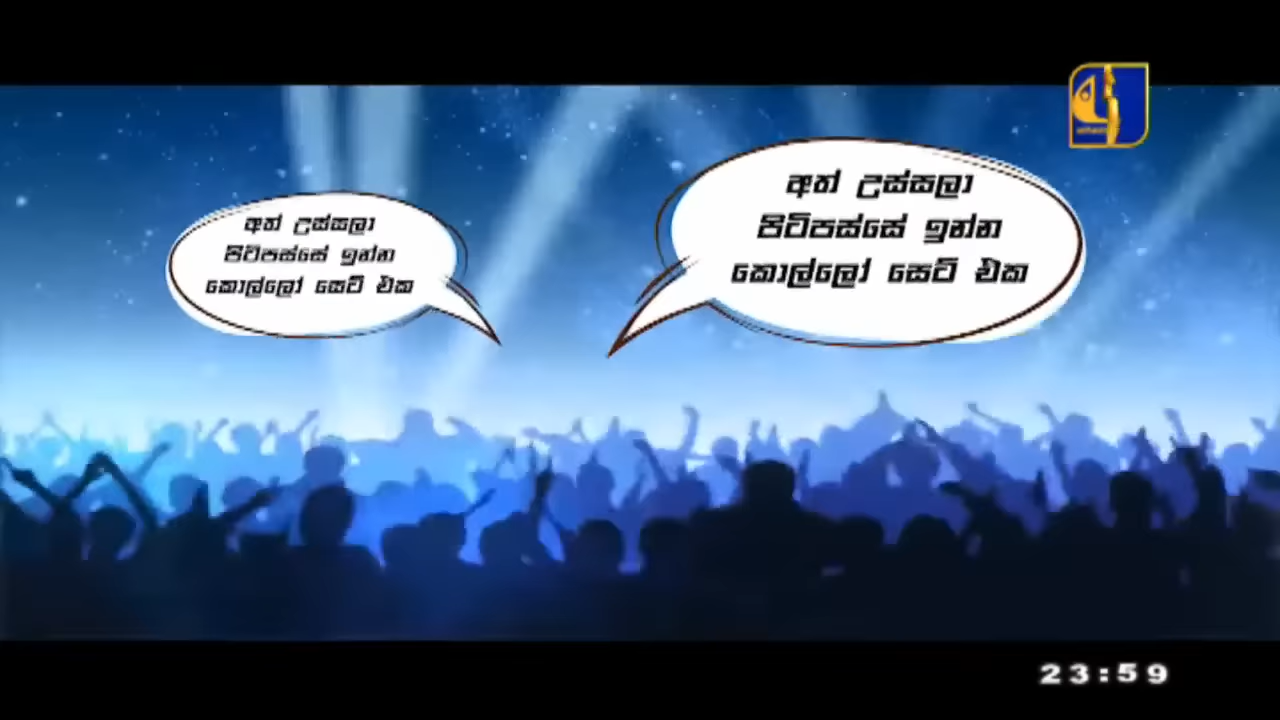 අත් උස්සලා
පිටිපස්සේ ඉන්න
කොල්ලෝ සෙට් එක
අත් උස්සලා
පිටිපස්සේ ඉන්න
කොල්ලෝ සෙට් එක
23:59